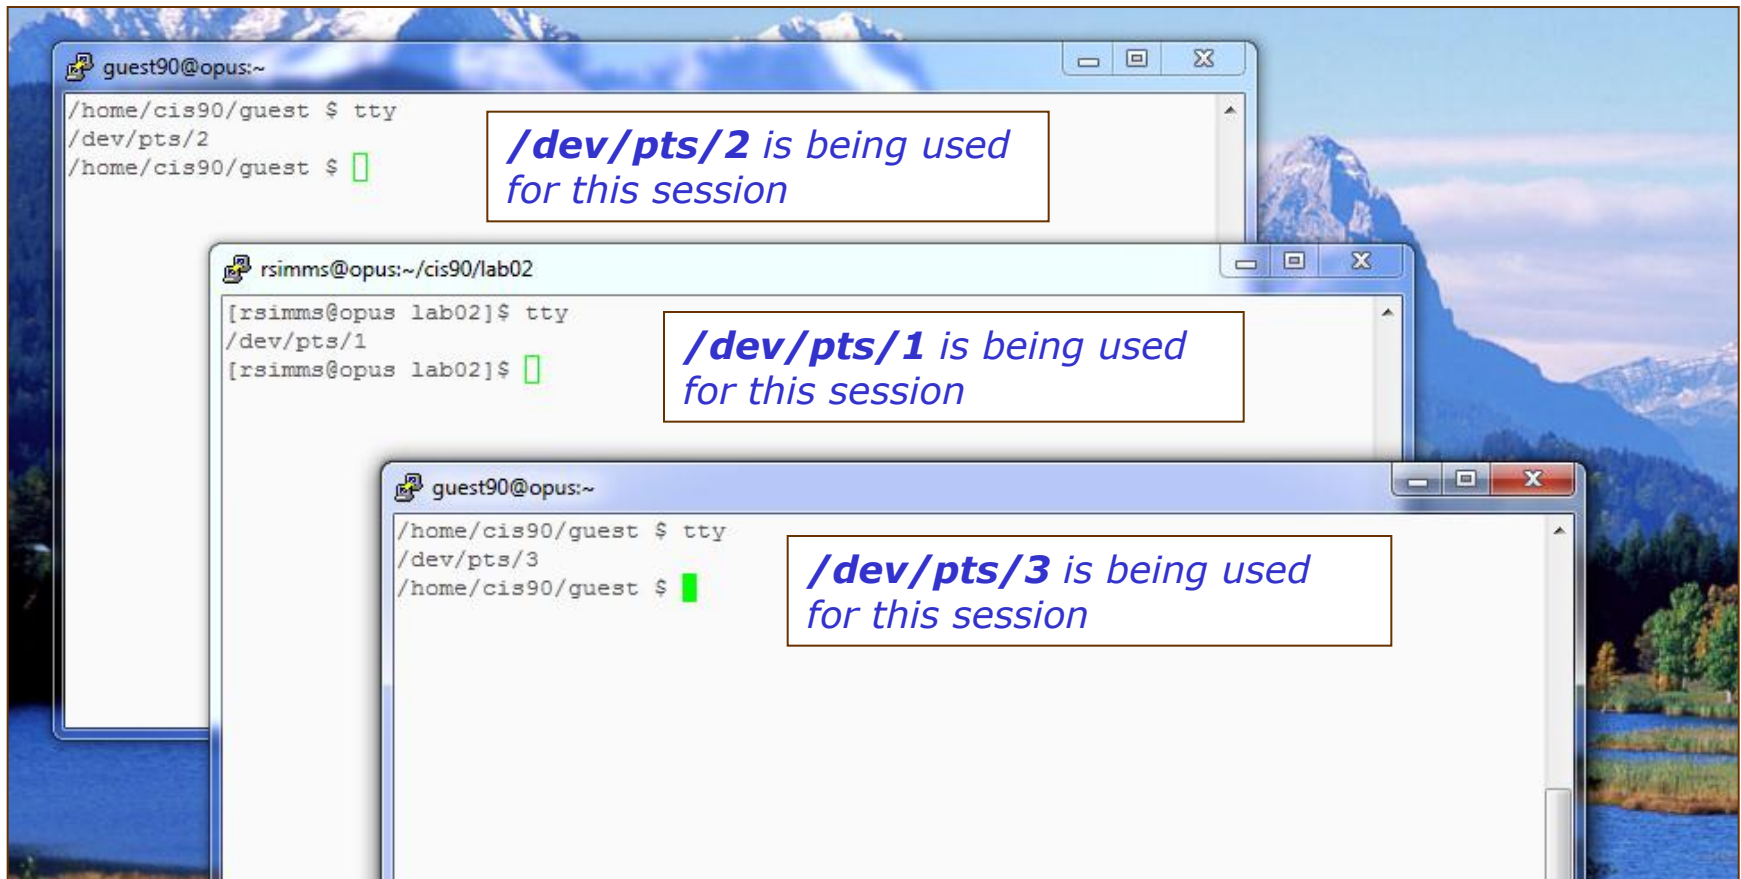 guest90@opus:~
/home/cis90/guest $ tty
/dev/pts/2
/home/cis90/guest $
/dev/pts/2 is being used
for this session
rsimms@opus:~/cis90/lab02
[rsimms@opus lab02]$ tty
/dev/pts/1
[rsimms@opus lab02]$
/dev/pts/1 is being used
for this session
guest90@opus:~
/home/cis90/guest $ tty
/dev/pts/3
/home/cis90/guest $
/dev/pts/3 is being used
for this session